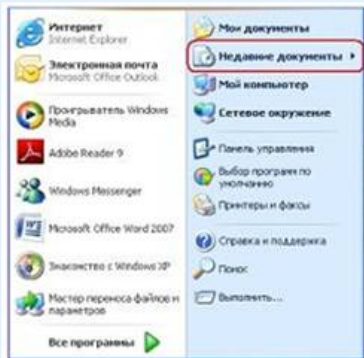 Интернет
Internet Explorer
Электронная почта
Microsoft Office Outlook
Проигрыватель Windows
Media
Adobe Reader 9
Windows Messenger
Microsoft Office Word 2007
Знакомство с Windows XP
Мастер переноса файлов и
параметров
Все программы
Мои документы
Недавние документы
Мой компьютер
Сетевое окружение
Панель управления
Выбор программ по
умолчанию
Принтеры и факсы
Справка и поддержка
Поиск
Выполнить...